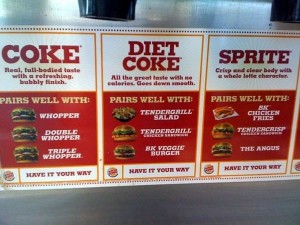 COKE
Real, full-bodied taste
with a refreshing,
bubbly finish.
PAIRS WELL WITH:
WHOPPER
DOUBLE
WHOPPER
TRIPLE
WHOPPER
HAVE IT YOUR WAY
DIET
COKE
All the great taste with no
calories. Goes down smooth.
PAIRS WELL WITH:
TENDERGRILL
SALAD
TENDERGRILL
CHICKEN SANDWICH
BK VEGGIE
BURGER
HAVE IT YOUR WAY
SPRITE
Crisp and clear body with
a whole lotta character.
PAIRS WELL WITH:
BK
CHICKEN
FRIES
TENDERCRISP
CHICKEN SANDWICH
THE ANGUS
HAVE IT YOUR WAY